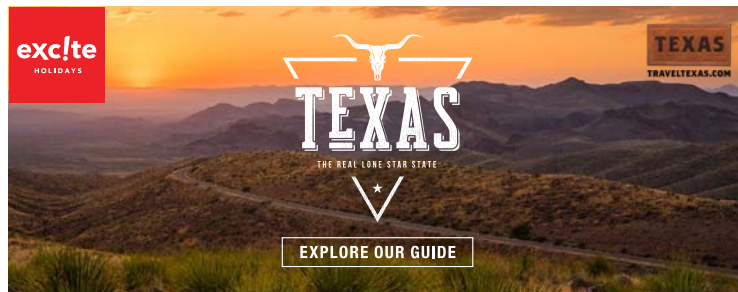 exc!te
HOLIDAYS
TEXAS
TRAVELTEXAS.COM
TEXAS
THE REAL LONE STAR STATE
EXPLORE OUR GUIDE